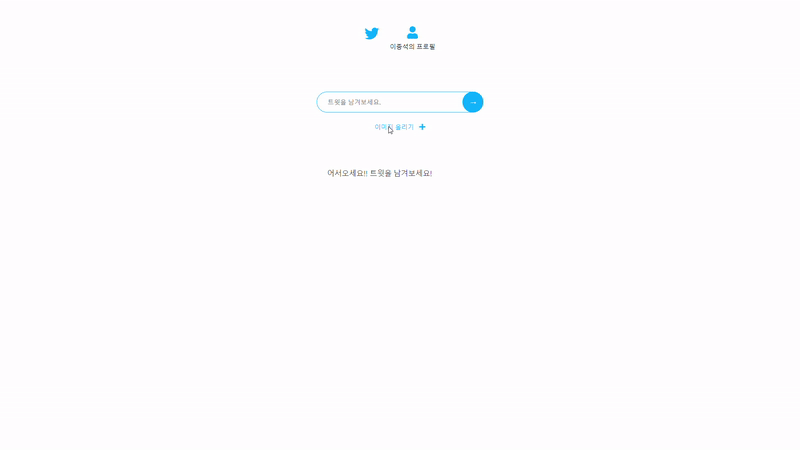 이종석의 프로필
트윗을 남겨보세요.
→
이미지 올리기 +
어서오세요!! 트윗을 남겨보세요!